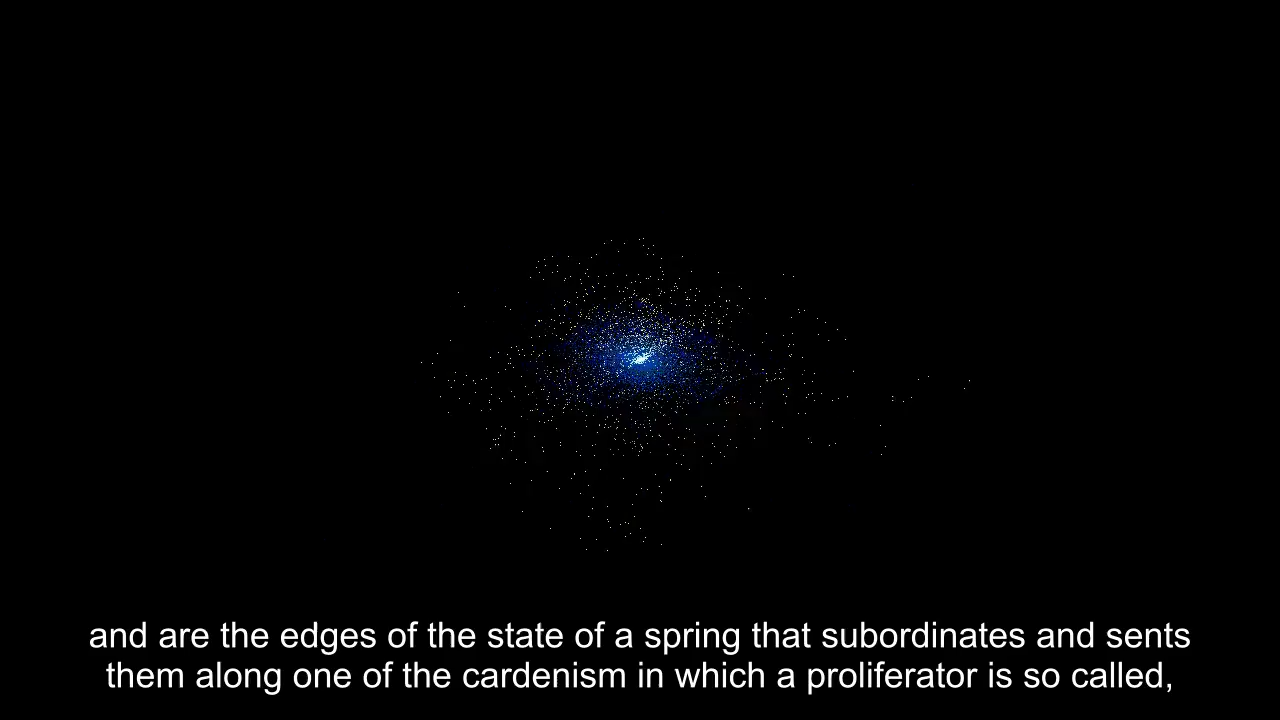 and are the edges of the state of a spring that subordinates and sents
them along one of the cardenism in which a proliferator is so called,